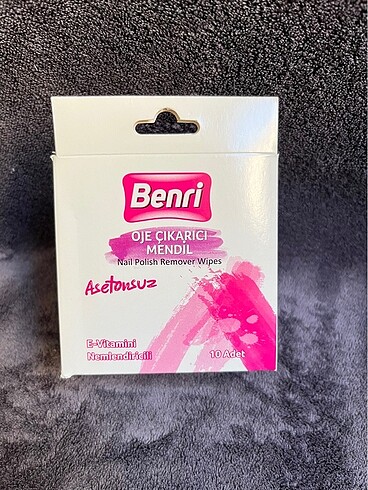 Benri
OJE ÇIKARICI
MENDİL
Nail Polish Remover Wipes
Asetonsuz
E-Vitamini
Nemlendiricili
10 Adet